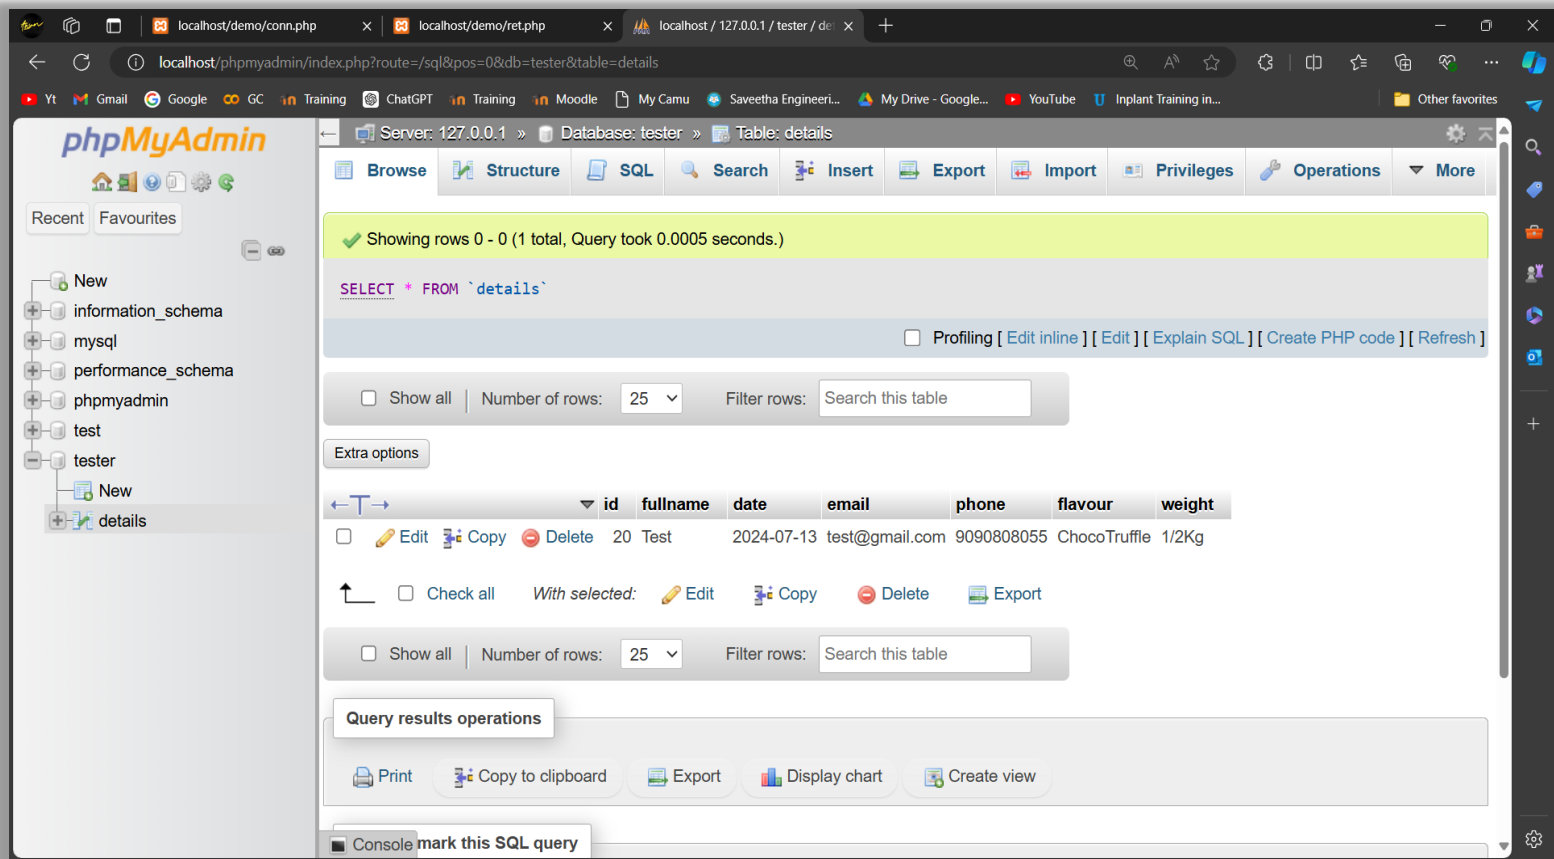 localhost/demo/conn.php
localhost/demo/ret.php
localhost / 127.0.0.1 / tester / de
localhost/phpmyadmin/index.php?route=/sql&pos=0&db=tester&table=details
Yt Gmail Google GC Training ChatGPT Training Moodle My Camu Saveetha Engineeri... My Drive - Google... YouTube Inplant Training in... Other favorites
phpMyAdmin
Recent Favourites
New
information_schema
mysql
performance_schema
phpmyadmin
test
tester
New
details
Server: 127.0.0.1 » Database: tester » Table: details
Browse Structure SQL Search Insert Export Import Privileges Operations More
Showing rows 0 - 0 (1 total, Query took 0.0005 seconds.)
SELECT * FROM `details`
Profiling [ Edit inline ] [ Edit ] [ Explain SQL ] [ Create PHP code ] [ Refresh ]
Show all | Number of rows: 25 Filter rows: Search this table
Extra options
id fullname date email phone flavour weight
Edit Copy Delete 20 Test 2024-07-13 test@gmail.com 9090808055 ChocoTruffle 1/2Kg
Check all With selected: Edit Copy Delete Export
Show all | Number of rows: 25 Filter rows: Search this table
Query results operations
Print Copy to clipboard Export Display chart Create view
Console mark this SQL query